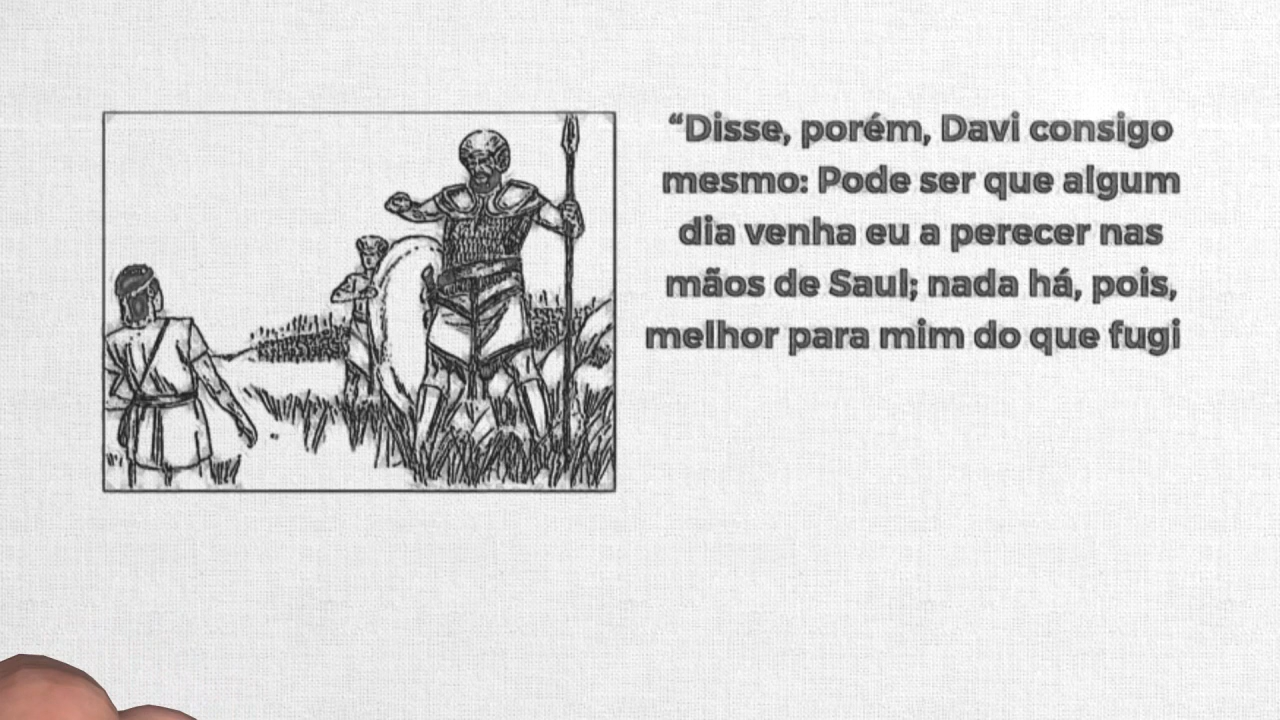 “Disse, porém, Davi consigo
mesmo: Pode ser que algum
dia venha eu a perecer nas
mãos de Saul; nada há, pois,
melhor para mim do que fugi